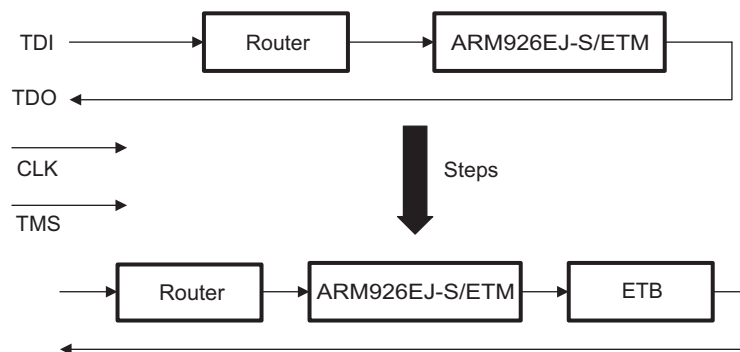 TDI
Router
ARM926EJ-S/ETM
TDO
CLK
Steps
TMS
Router
ARM926EJ-S/ETM
ETB